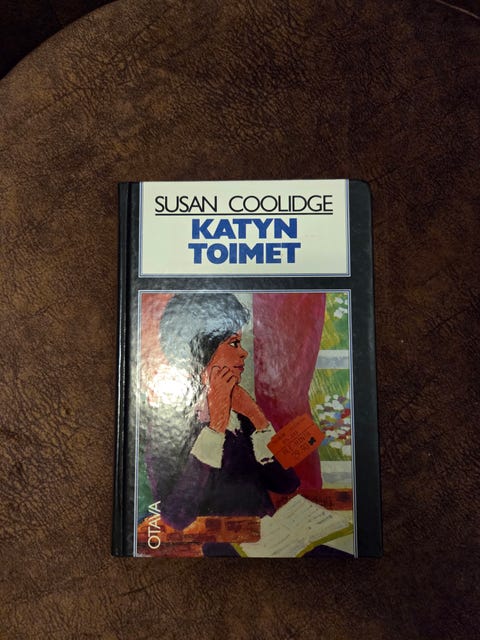 SUSAN COOLIDGE
KATYN
TOIMET
OTAVA